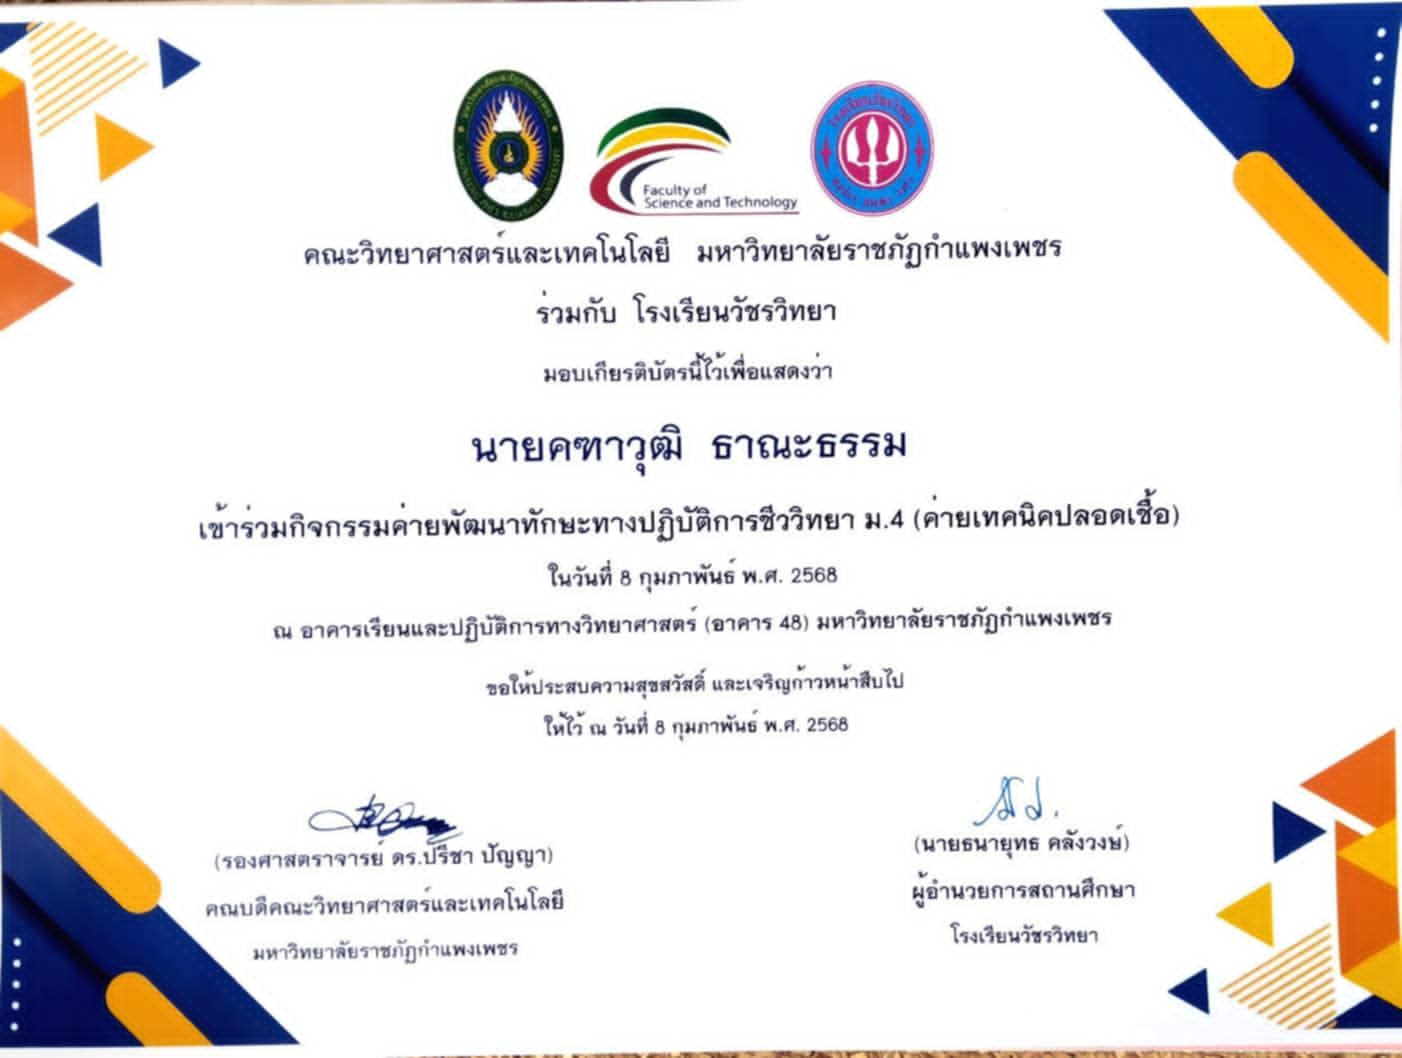 Faculty of
Science and Technology
คณะวิทยาศาสตร์และเทคโนโลยี มหาวิทยาลัยราชภัฏกำแพงเพชร
ร่วมกับ โรงเรียนวัชรวิทยา
มอบเกียรติบัตรนี้ไว้เพื่อแสดงว่า
นายคฑาวุฒิ ธาณะธรรม
เข้าร่วมกิจกรรมค่ายพัฒนาทักษะทางปฏิบัติการชีววิทยา ม.4 (ค่ายเทคนิคปลอดเชื้อ)
ในวันที่ 8 กุมภาพันธ์ พ.ศ. 2568
ณ อาคารเรียนและปฏิบัติการทางวิทยาศาสตร์ (อาคาร 48) มหาวิทยาลัยราชภัฏกำแพงเพชร
ขอให้ประสบความสุขสวัสดิ์ และเจริญก้าวหน้าสืบไป
ให้ไว้ ณ วันที่ 8 กุมภาพันธ์ พ.ศ. 2568
(รองศาสตราจารย์ ดร.ปรีชา ปัญญา)
คณบดีคณะวิทยาศาสตร์และเทคโนโลยี
มหาวิทยาลัยราชภัฏกำแพงเพชร
(นายธนายุทธ คลังวงษ์)
ผู้อำนวยการสถานศึกษา
โรงเรียนวัชรวิทยา